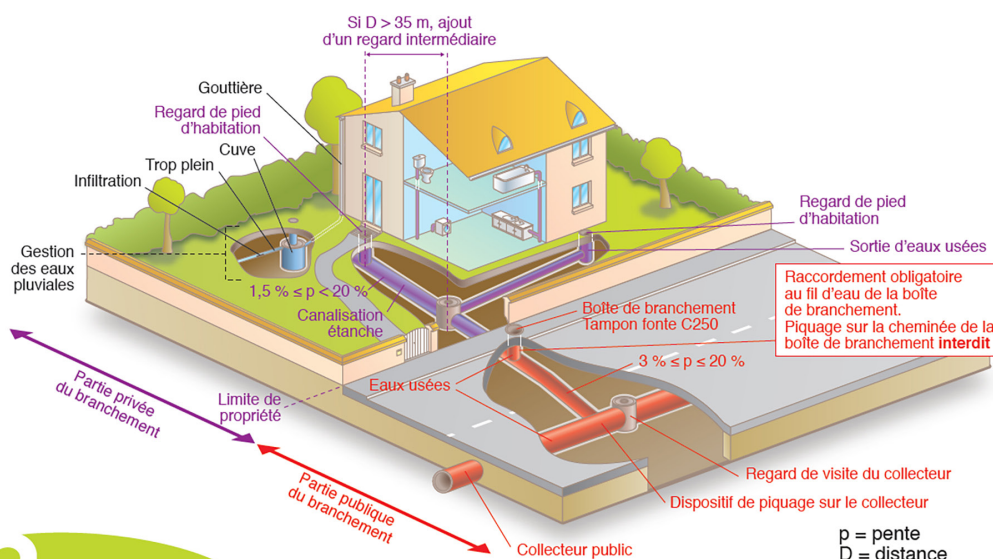 Si D > 35 m, ajout
d'un regard intermédiaire
Gouttière
Regard de pied
d'habitation
Cuve
Trop plein
Infiltration
Gestion
des eaux
pluviales
1,5 % ≤ p < 20 %
Canalisation
étanche
Regard de pied
d'habitation
Sortie d'eaux usées
Raccordement obligatoire
au fil d'eau de la boîte
de branchement.
Piquage sur la cheminée de la
boîte de branchement interdit
Boîte de branchement
Tampon fonte C250
3 % ≤ p ≤ 20 %
Eaux usées
Limite de
propriété
Partie privée
du branchement
Partie publique
du branchement
Regard de visite du collecteur
Dispositif de piquage sur le collecteur
Collecteur public
p = pente
D = distance